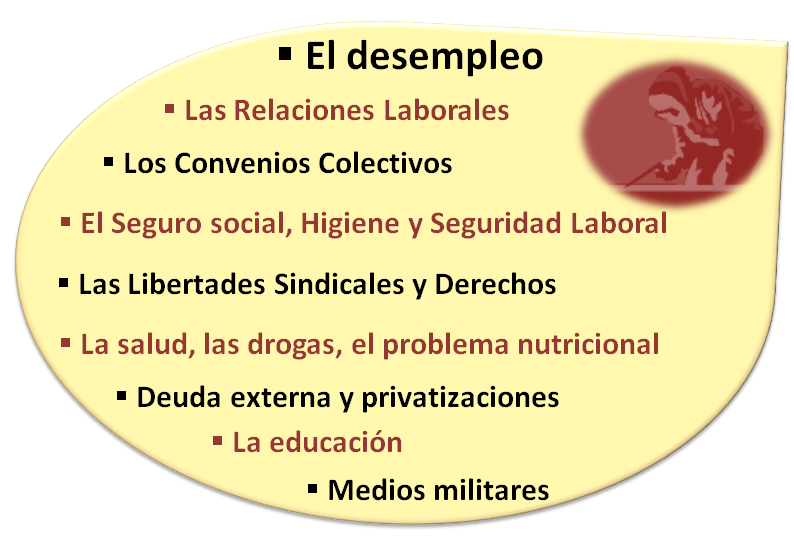 ▪ El desempleo
▪ Las Relaciones Laborales
▪ Los Convenios Colectivos
▪ El Seguro social, Higiene y Seguridad Laboral
▪ Las Libertades Sindicales y Derechos
▪ La salud, las drogas, el problema nutricional
▪ Deuda externa y privatizaciones
▪ La educación
▪ Medios militares